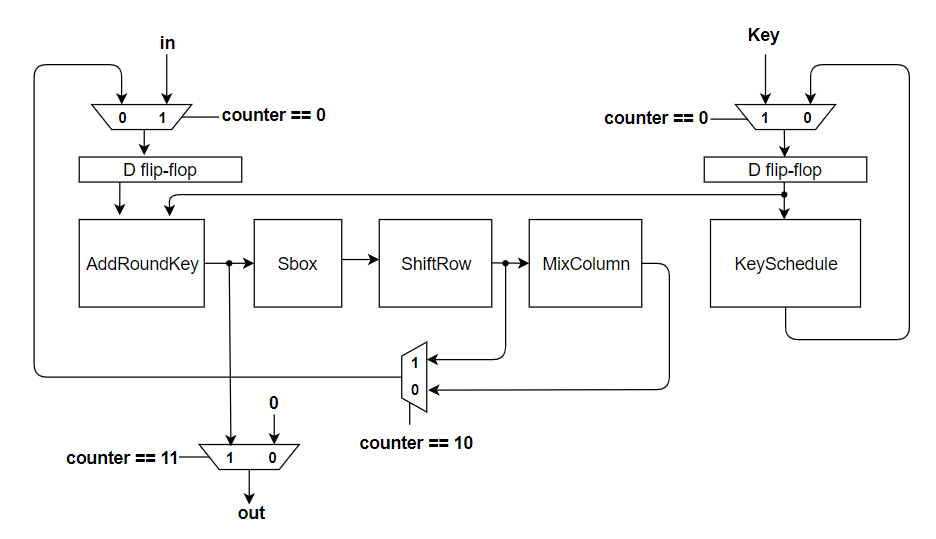 in
Key
0 1
counter == 0
counter == 0
1 0
D flip-flop
D flip-flop
AddRoundKey
Sbox
ShiftRow
MixColumn
KeySchedule
1
0
0
counter == 10
counter == 11
1 0
out